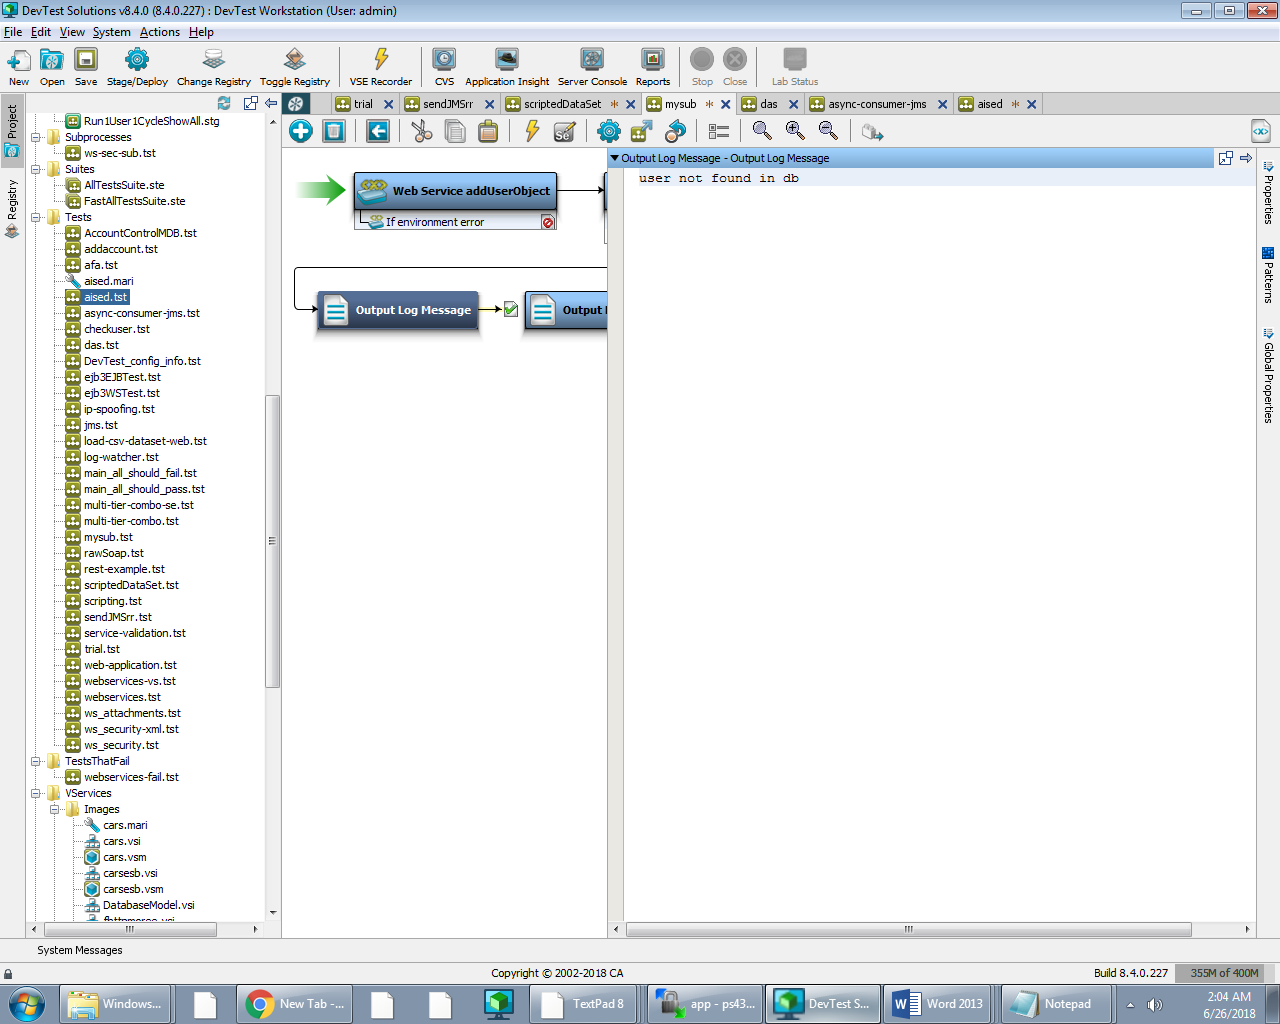 DevTest Solutions v8.4.0 (8.4.0.227) : DevTest Workstation (User: admin)
File Edit View System Actions Help
New Open Save Stage/Deploy Change Registry Toggle Registry VSE Recorder CVS Application Insight Server Console Reports Stop Close Lab Status
trial sendJMSrr scriptedDataSet * mysub * das async-consumer-jms aised *
Project
Registry
Run1User1CycleShowAll.stg
Subprocesses
ws-sec-sub.tst
Suites
AllTestsSuite.ste
FastAllTestsSuite.ste
Tests
AccountControlMDB.tst
addaccount.tst
afa.tst
aised.mari
aised.tst
async-consumer-jms.tst
checkuser.tst
das.tst
DevTest_config_info.tst
ejb3EJBTest.tst
ejb3WSTest.tst
ip-spoofing.tst
jms.tst
load-csv-dataset-web.tst
log-watcher.tst
main_all_should_fail.tst
main_all_should_pass.tst
multi-tier-combo-se.tst
multi-tier-combo.tst
mysub.tst
rawSoap.tst
rest-example.tst
scriptedDataSet.tst
scripting.tst
sendJMSrr.tst
service-validation.tst
trial.tst
web-application.tst
webservices-vs.tst
webservices.tst
ws_attachments.tst
ws_security-xml.tst
ws_security.tst
TestsThatFail
webservices-fail.tst
VServices
Images
cars.mari
cars.vsi
cars.vsm
carsesb.vsi
carsesb.vsm
DatabaseModel.vsi
Web Service addUserObject
If environment error
Output Log Message
Output
Output Log Message - Output Log Message
user not found in db
Properties
Patterns
Global Properties
System Messages
Copyright © 2002-2018 CA
Build 8.4.0.227
355M of 400M
Windows...
New Tab -...
TextPad 8
app - ps43...
DevTest S...
Word 2013
Notepad
2:04 AM
6/26/2018